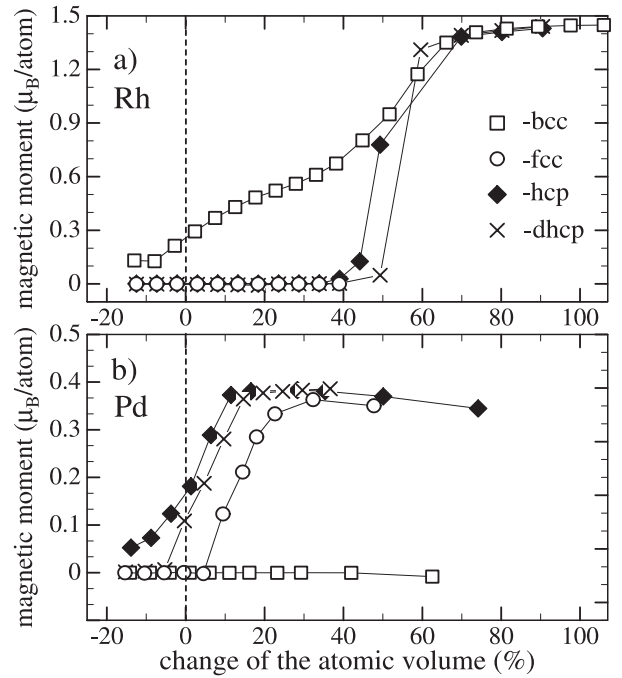 1.5
1.2
0.9
0.6
0.3
0
magnetic moment (μB/atom)
a)
Rh
-bcc
-fcc
-hcp
-dhcp
-20 0 20 40 60 80 100
0.5
0.4
0.3
0.2
0.1
0
magnetic moment (μB/atom)
b)
Pd
-20 0 20 40 60 80 100
change of the atomic volume (%)